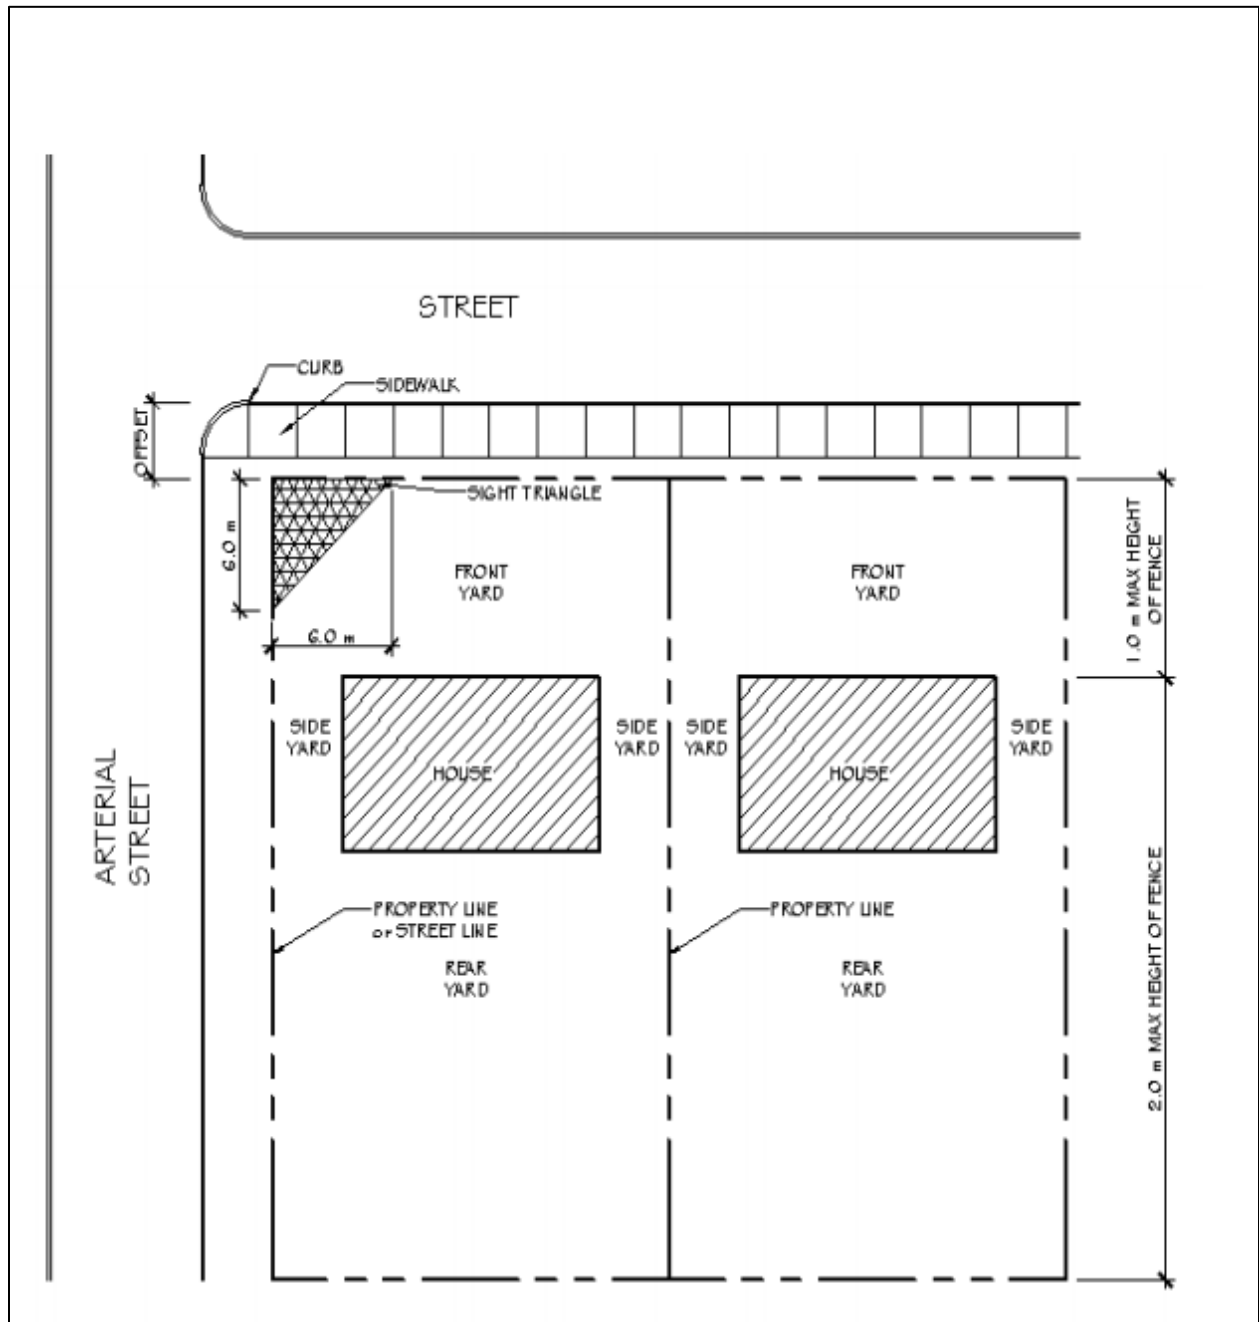 STREET
CURB
SIDEWALK
OFFSET
SIGHT TRIANGLE
6.0 m
6.0 m
FRONT
YARD
FRONT
YARD
1.0 m MAX HEIGHT
OF FENCE
SIDE
YARD
HOUSE
SIDE
YARD
SIDE
YARD
HOUSE
SIDE
YARD
ARTERIAL
STREET
PROPERTY LINE
or STREET LINE
PROPERTY LINE
REAR
YARD
REAR
YARD
2.0 m MAX HEIGHT OF FENCE